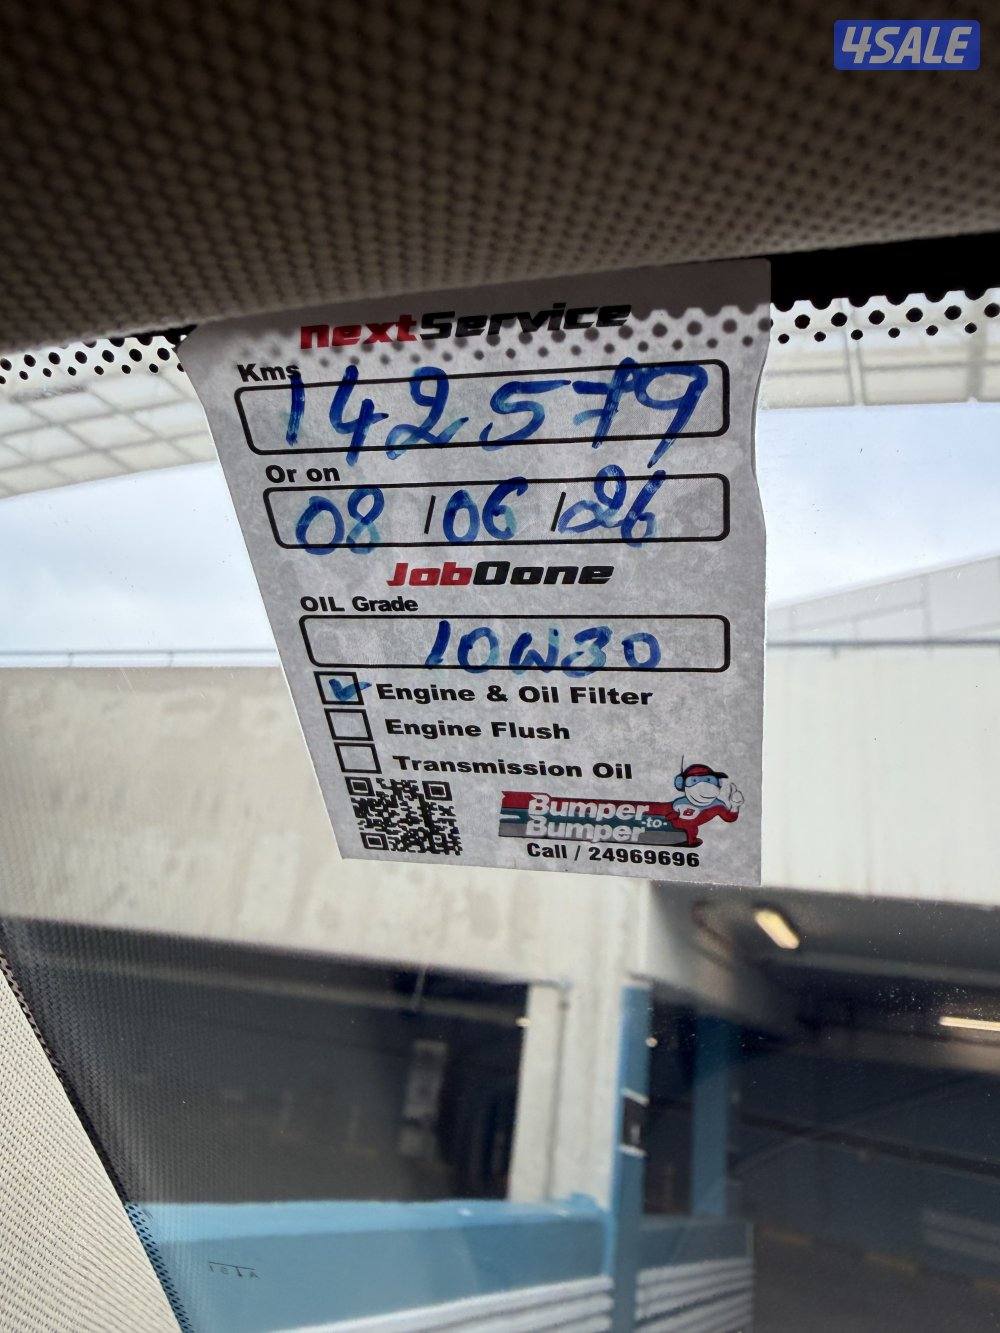 4SALE
nextService
Kms
142579
Or on
08/06/26
JobDone
OIL Grade
10W30
Engine & Oil Filter
Engine Flush
Transmission Oil
Bumper
-to-
Bumper
Call / 24969696